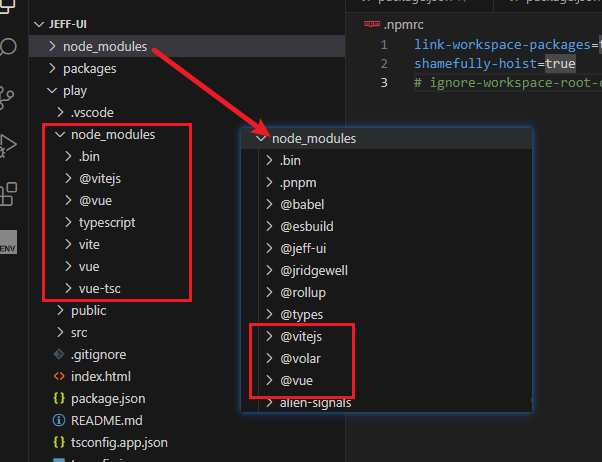 JEFF-UI
node_modules
packages
play
.vscode
node_modules
.bin
@vitejs
@vue
typescript
vite
vue
vue-tsc
public
src
.gitignore
index.html
package.json
README.md
tsconfig.app.json
ENV
.npmrc
1 link-workspace-packages=
2 shamefully-hoist=true
3 # ignore-workspace-root-
node_modules
.bin
.pnpm
@babel
@esbuild
@jeff-ui
@jridgewell
@rollup
@types
@vitejs
@volar
@vue
alien-signals